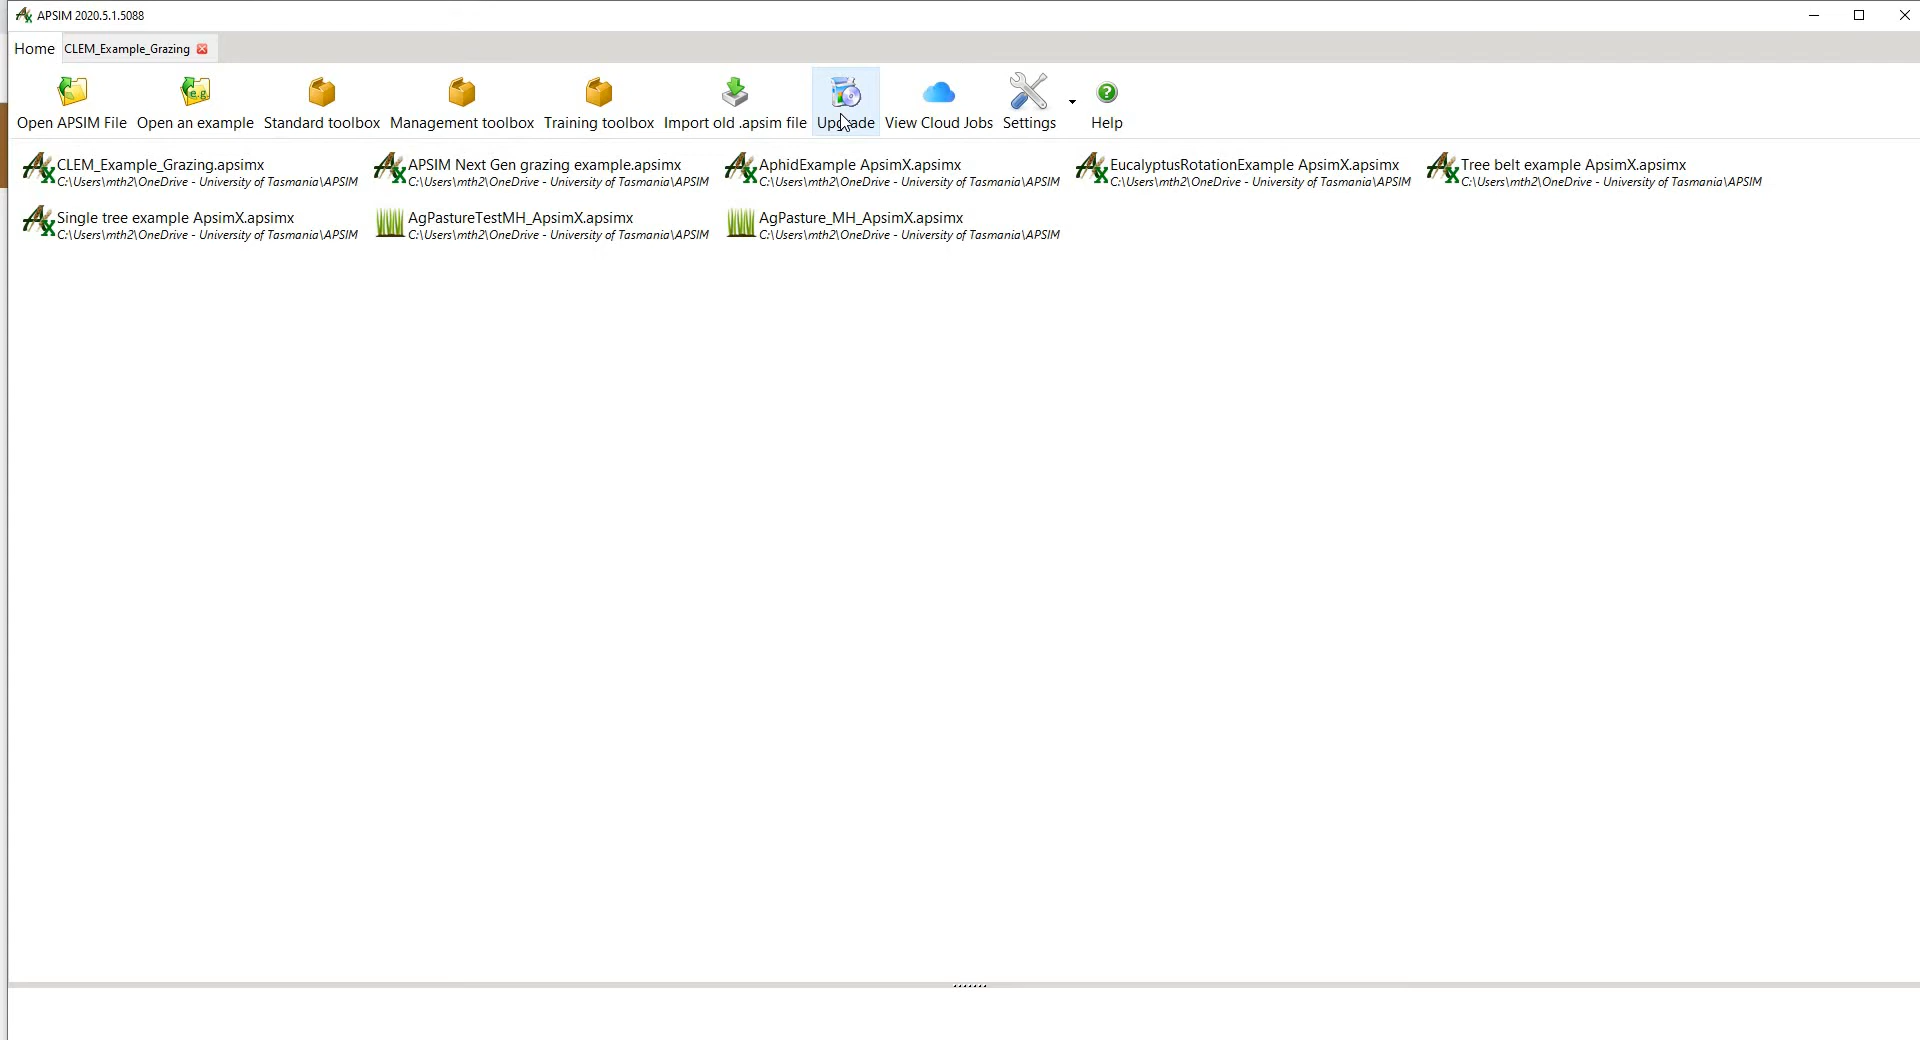 APSIM 2020.5.1.5088
Home CLEM_Example_Grazing
Open APSIM File Open an example Standard toolbox Management toolbox Training toolbox Import old .apsim file Upgrade View Cloud Jobs Settings Help
CLEM_Example_Grazing.apsimx APSIM Next Gen grazing example.apsimx AphidExample ApsimX.apsimx EucalyptusRotationExample ApsimX.apsimx Tree belt example ApsimX.apsimx
C:\Users\mth2\OneDrive - University of Tasmania\APSIM C:\Users\mth2\OneDrive - University of Tasmania\APSIM C:\Users\mth2\OneDrive - University of Tasmania\APSIM C:\Users\mth2\OneDrive - University of Tasmania\APSIM C:\Users\mth2\OneDrive - University of Tasmania\APSIM
Single tree example ApsimX.apsimx AgPastureTestMH_ApsimX.apsimx AgPasture_MH_ApsimX.apsimx
C:\Users\mth2\OneDrive - University of Tasmania\APSIM C:\Users\mth2\OneDrive - University of Tasmania\APSIM C:\Users\mth2\OneDrive - University of Tasmania\APSIM